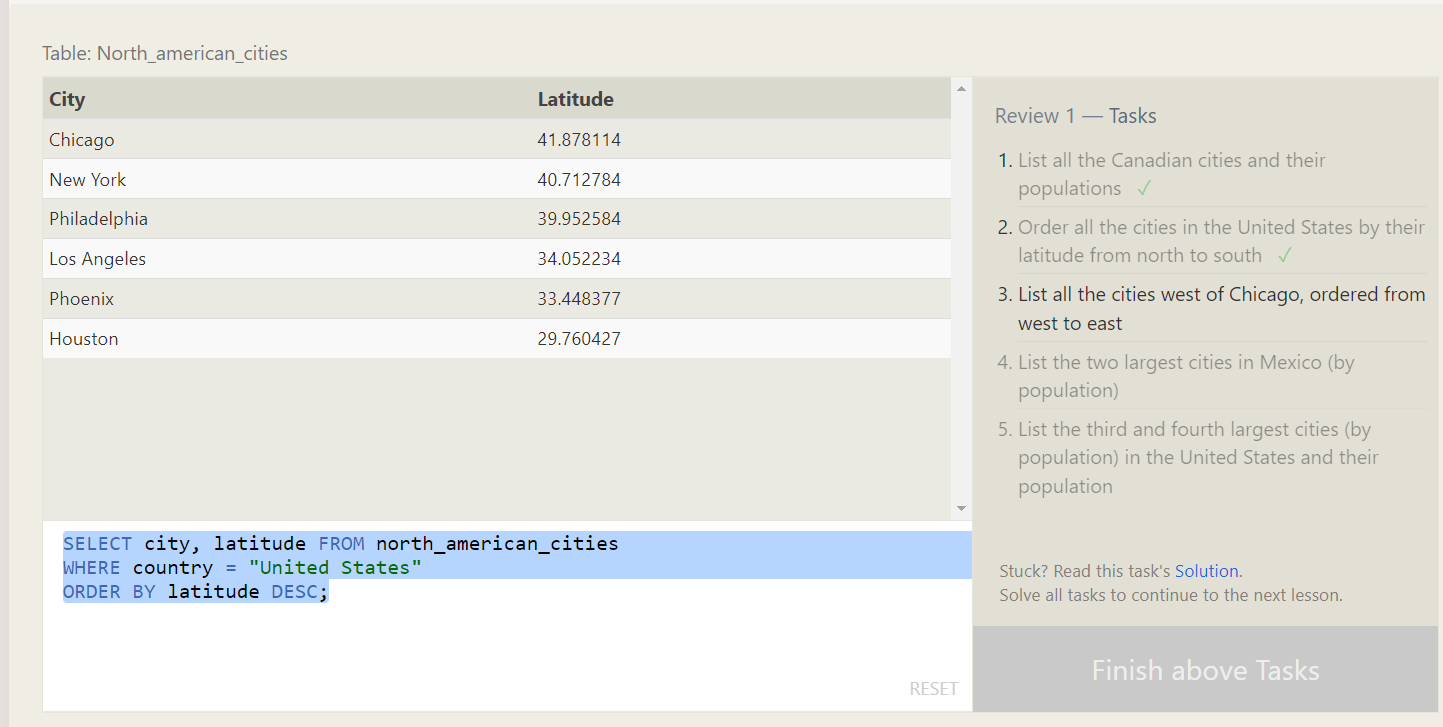 Table: North_american_cities
City Latitude
Chicago 41.878114
New York 40.712784
Philadelphia 39.952584
Los Angeles 34.052234
Phoenix 33.448377
Houston 29.760427
SELECT city, latitude FROM north_american_cities
WHERE country = "United States"
ORDER BY latitude DESC;
RESET
Review 1 — Tasks
1. List all the Canadian cities and their
populations ✓
2. Order all the cities in the United States by their
latitude from north to south ✓
3. List all the cities west of Chicago, ordered from
west to east
4. List the two largest cities in Mexico (by
population)
5. List the third and fourth largest cities (by
population) in the United States and their
population
Stuck? Read this task's Solution.
Solve all tasks to continue to the next lesson.
Finish above Tasks